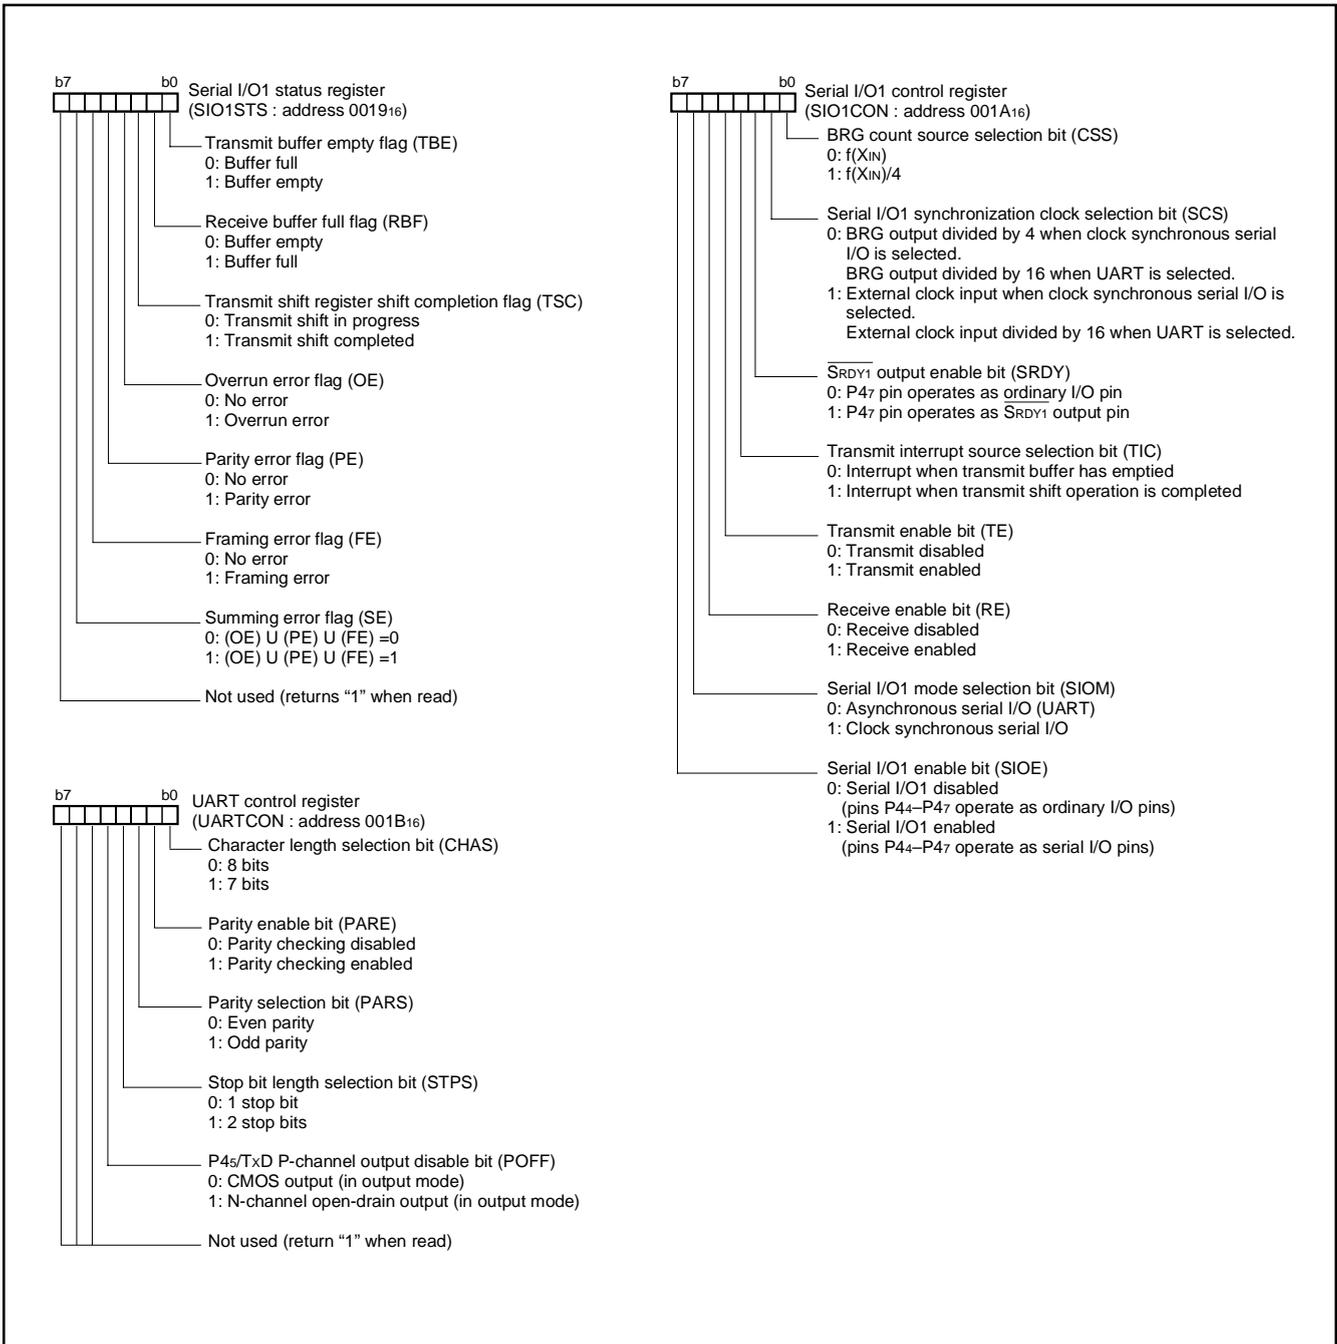 b7 b0
Serial I/O1 status register
(SIO1STS : address 001916)
Transmit buffer empty flag (TBE)
0: Buffer full
1: Buffer empty
Receive buffer full flag (RBF)
0: Buffer empty
1: Buffer full
Transmit shift register shift completion flag (TSC)
0: Transmit shift in progress
1: Transmit shift completed
Overrun error flag (OE)
0: No error
1: Overrun error
Parity error flag (PE)
0: No error
1: Parity error
Framing error flag (FE)
0: No error
1: Framing error
Summing error flag (SE)
0: (OE) U (PE) U (FE) =0
1: (OE) U (PE) U (FE) =1
Not used (returns “1” when read)
b7 b0
UART control register
(UARTCON : address 001B16)
Character length selection bit (CHAS)
0: 8 bits
1: 7 bits
Parity enable bit (PARE)
0: Parity checking disabled
1: Parity checking enabled
Parity selection bit (PARS)
0: Even parity
1: Odd parity
Stop bit length selection bit (STPS)
0: 1 stop bit
1: 2 stop bits
P45/TXD P-channel output disable bit (POFF)
0: CMOS output (in output mode)
1: N-channel open-drain output (in output mode)
Not used (return “1” when read)
b7 b0
Serial I/O1 control register
(SIO1CON : address 001A16)
BRG count source selection bit (CSS)
0: f(XIN)
1: f(XIN)/4
Serial I/O1 synchronization clock selection bit (SCS)
0: BRG output divided by 4 when clock synchronous serial
I/O is selected.
BRG output divided by 16 when UART is selected.
1: External clock input when clock synchronous serial I/O is
selected.
External clock input divided by 16 when UART is selected.
SRDY1 output enable bit (SRDY)
0: P47 pin operates as ordinary I/O pin
1: P47 pin operates as SRDY1 output pin
Transmit interrupt source selection bit (TIC)
0: Interrupt when transmit buffer has emptied
1: Interrupt when transmit shift operation is completed
Transmit enable bit (TE)
0: Transmit disabled
1: Transmit enabled
Receive enable bit (RE)
0: Receive disabled
1: Receive enabled
Serial I/O1 mode selection bit (SIOM)
0: Asynchronous serial I/O (UART)
1: Clock synchronous serial I/O
Serial I/O1 enable bit (SIOE)
0: Serial I/O1 disabled
(pins P44–P47 operate as ordinary I/O pins)
1: Serial I/O1 enabled
(pins P44–P47 operate as serial I/O pins)